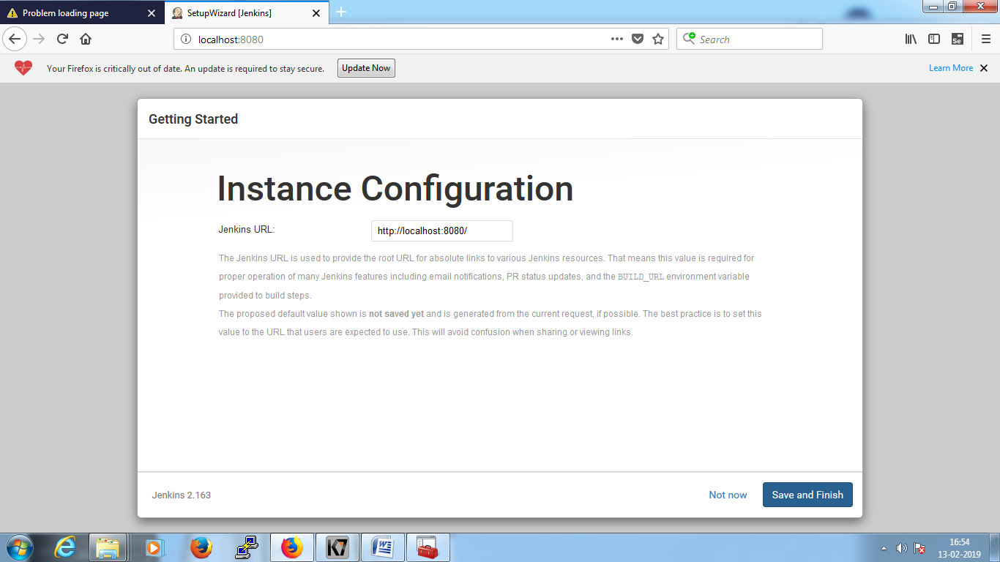 Problem loading page
SetupWizard [Jenkins]
localhost:8080
Search
Se
Your Firefox is critically out of date. An update is required to stay secure.
Update Now
Learn More
Getting Started
Instance Configuration
Jenkins URL:
http://localhost:8080/
The Jenkins URL is used to provide the root URL for absolute links to various Jenkins resources. That means this value is required for
proper operation of many Jenkins features including email notifications, PR status updates, and the BUILD_URL environment variable
provided to build steps.
The proposed default value shown is not saved yet and is generated from the current request, if possible. The best practice is to set this
value to the URL that users are expected to use. This will avoid confusion when sharing or viewing links.
Jenkins 2.163
Not now
Save and Finish
K7
W
16:54
13-02-2019